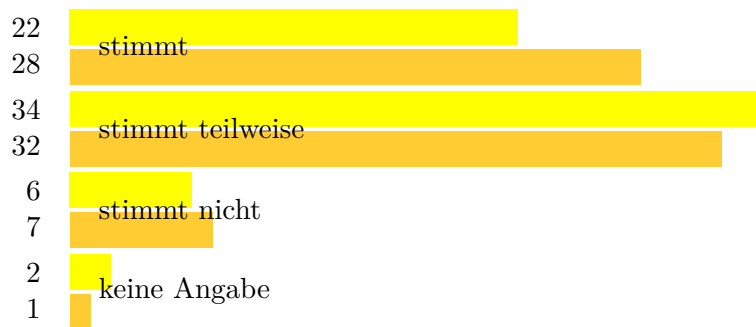 22
stimmt
28
34
stimmt teilweise
32
6
stimmt nicht
7
2
keine Angabe
1